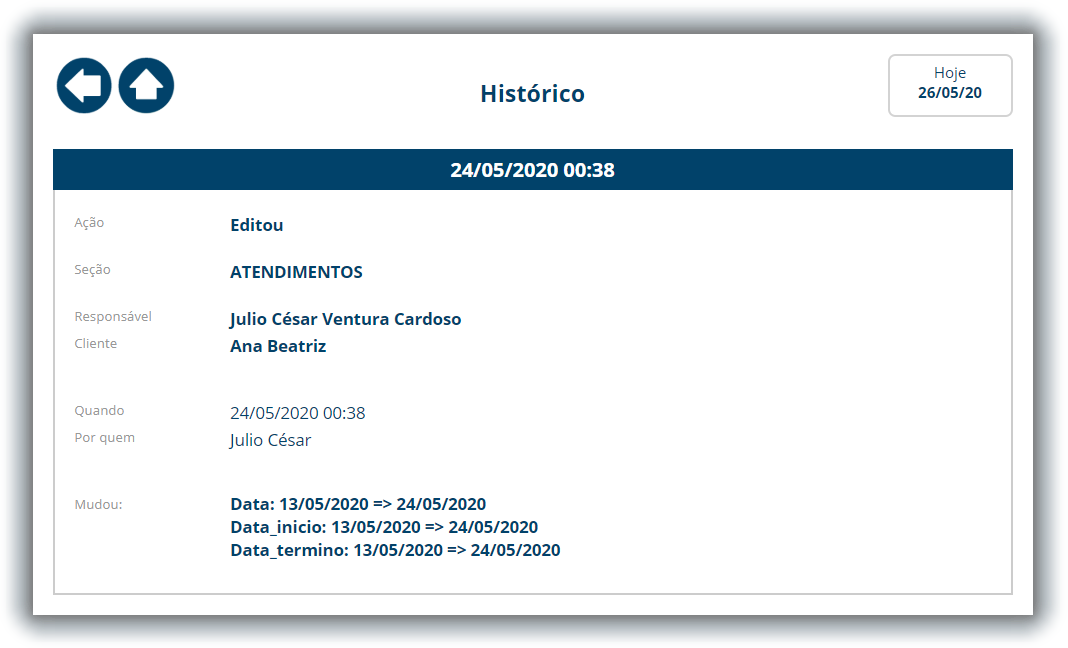 Histórico
Hoje
26/05/20
24/05/2020 00:38
Ação Editou
Seção ATENDIMENTOS
Responsável Julio César Ventura Cardoso
Cliente Ana Beatriz
Quando 24/05/2020 00:38
Por quem Julio César
Mudou: Data: 13/05/2020 => 24/05/2020
Data_inicio: 13/05/2020 => 24/05/2020
Data_termino: 13/05/2020 => 24/05/2020